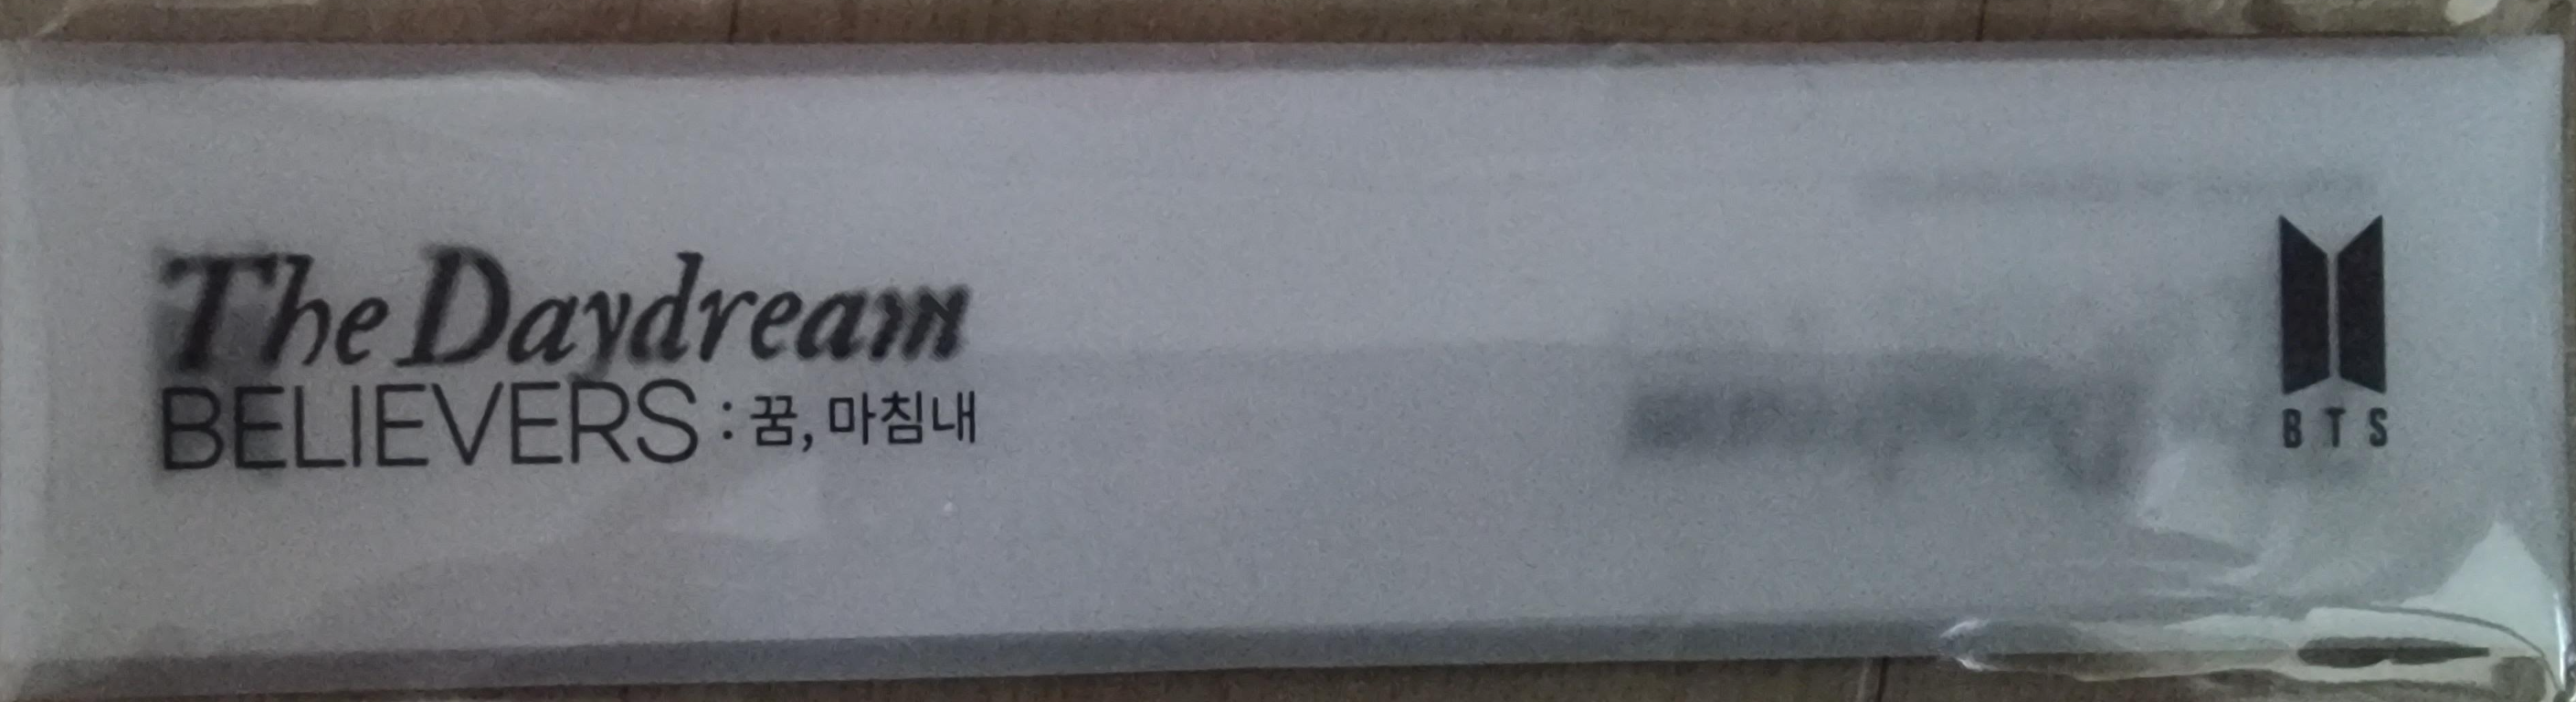 The Daydream
BELIEVERS : 꿈, 마침내
BTS